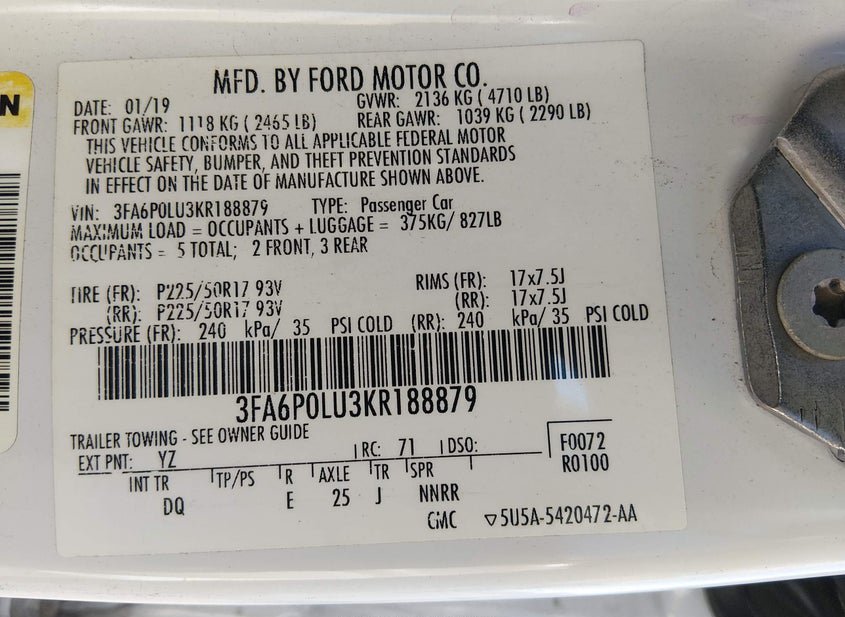 N
MFD. BY FORD MOTOR CO.
DATE: 01/19 GVWR: 2136 KG ( 4710 LB)
FRONT GAWR: 1118 KG ( 2465 LB) REAR GAWR: 1039 KG ( 2290 LB)
THIS VEHICLE CONFORMS TO ALL APPLICABLE FEDERAL MOTOR
VEHICLE SAFETY, BUMPER, AND THEFT PREVENTION STANDARDS
IN EFFECT ON THE DATE OF MANUFACTURE SHOWN ABOVE.
VIN: 3FA6P0LU3KR188879 TYPE: Passenger Car
MAXIMUM LOAD = OCCUPANTS + LUGGAGE = 375KG/ 827LB
OCCUPANTS = 5 TOTAL; 2 FRONT, 3 REAR
TIRE (FR): P225/50R17 93V RIMS (FR): 17x7.5J
(RR): P225/50R17 93V (RR): 17x7.5J
PRESSURE (FR): 240 kPa/ 35 PSI COLD (RR): 240 kPa/ 35 PSI COLD
3FA6P0LU3KR188879
TRAILER TOWING - SEE OWNER GUIDE
EXT PNT: YZ RC: 71 DSO: F0072
R0100
INT TR TP/PS R AXLE TR SPR
DQ E 25 J NNRR
CMC ▽5U5A-5420472-AA